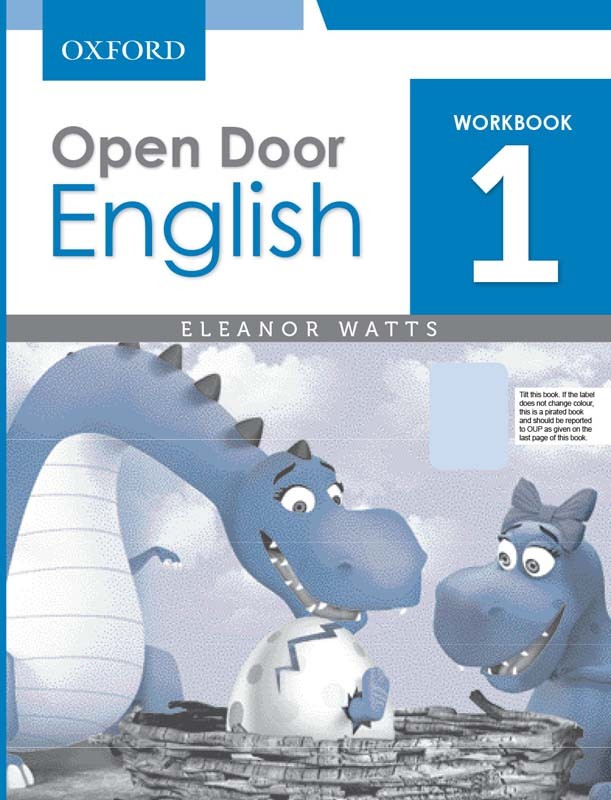 OXFORD
WORKBOOK
1
Open Door
English
ELEANOR WATTS
Tilt this book. If the label
does not change colour,
this is a pirated book
and should be reported
to OUP as given on the
last page of this book.